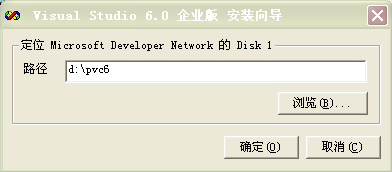 Visual Studio 6.0 企业版 安装向导
定位 Microsoft Developer Network 的 Disk 1
路径 d:\pvc6
浏览(B)...
确定(O) 取消(C)